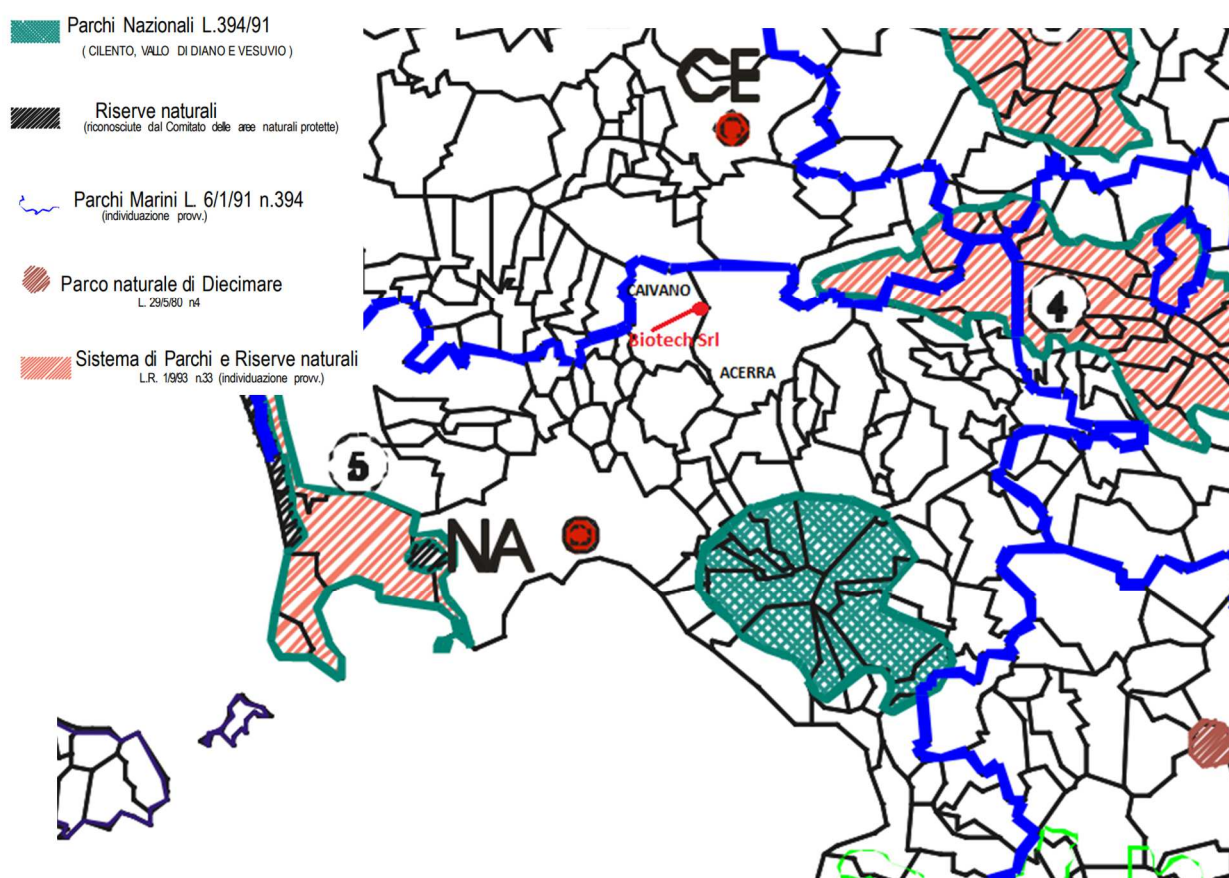 Parchi Nazionali L.394/91
( CILENTO, VALLO DI DIANO E VESUVIO )
Riserve naturali
(riconosciute dal Comitato delle aree naturali protette)
Parchi Marini L. 6/1/91 n.394
(individuazione provv.)
Parco naturale di Diecimare
L. 29/5/80 n4
Sistema di Parchi e Riserve naturali
L.R. 1/9/93 n.33 (individuazione provv.)
CE
CAIVANO
Biotech Srl
ACERRA
4
5
NA